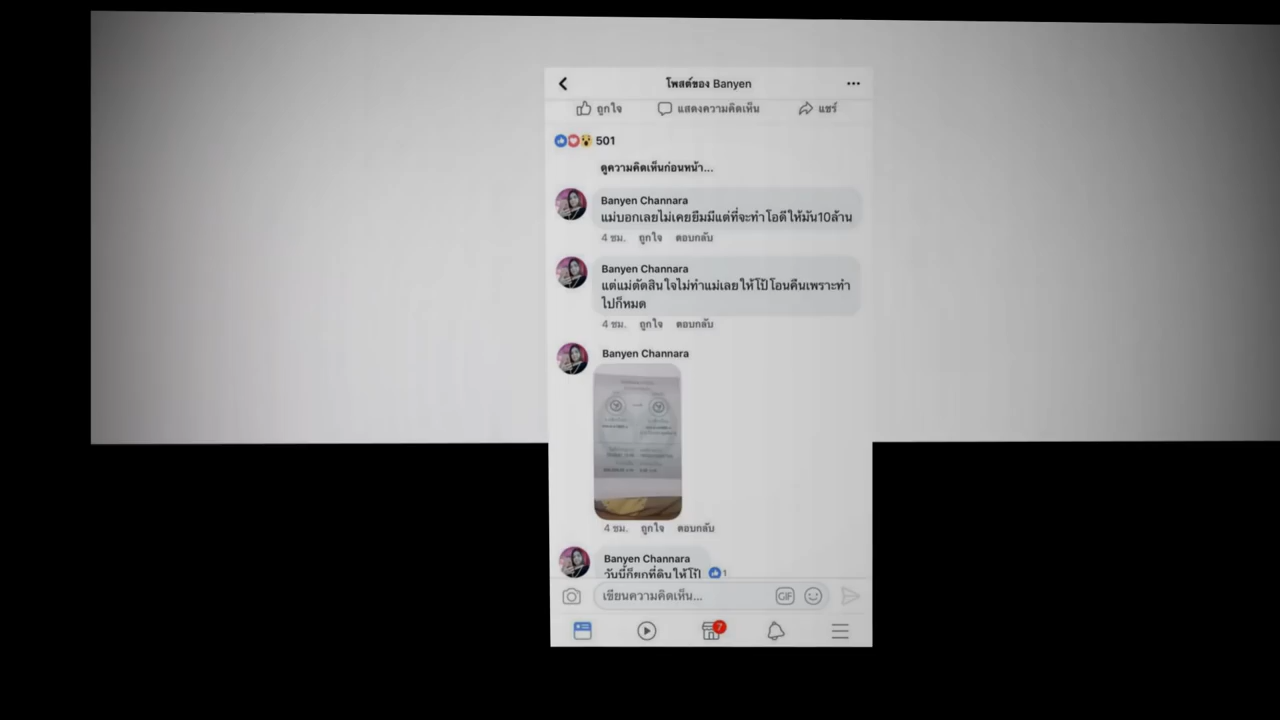 โพสต์ของ Banyen
ถูกใจ
แสดงความคิดเห็น
แชร์
501
ดูความคิดเห็นก่อนหน้า...
Banyen Channara
แม่บอกเลยไม่เคยยืมมีแต่ที่จะทำโอดีให้มัน10ล้าน
4 ชม. ถูกใจ ตอบกลับ
Banyen Channara
แต่แม่ตัดสินใจไม่ทำแม่เลยให้โป้โอนคืนเพราะทำ
ไปก็หมด
4 ชม. ถูกใจ ตอบกลับ
Banyen Channara
4 ชม. ถูกใจ ตอบกลับ
Banyen Channara
วันนี้ก็ยกที่ดินให้โป้
1
เขียนความคิดเห็น...
GIF
7